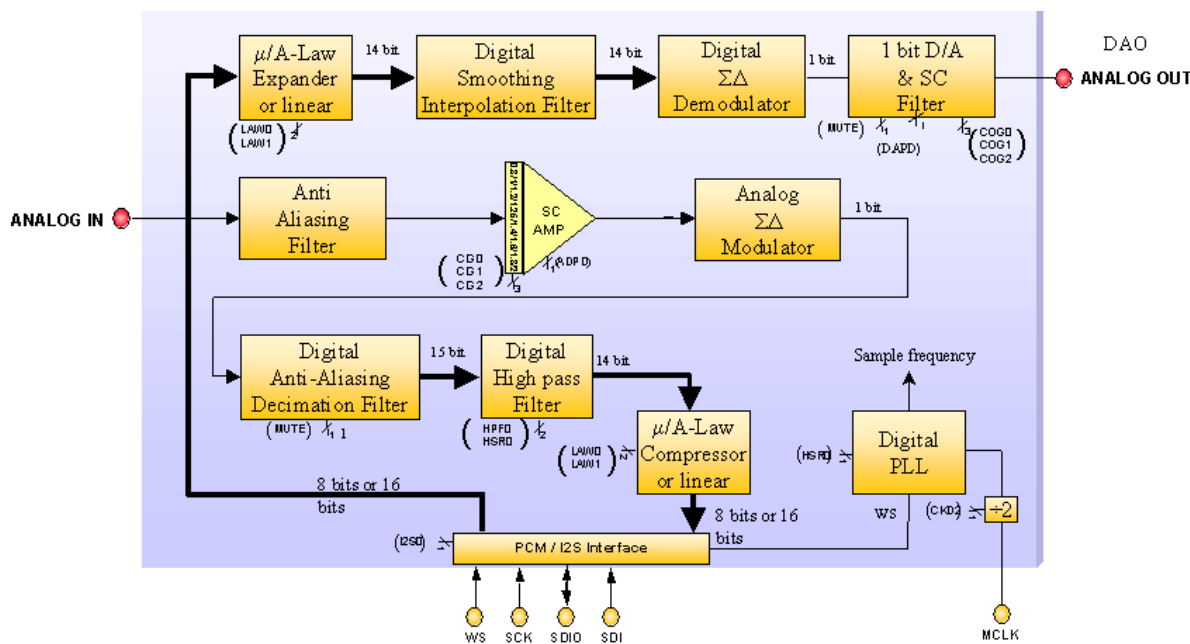 µ/A-Law
Expander
or linear
14 bit
Digital
Smoothing
Interpolation Filter
14 bit
Digital
ΣΔ
Demodulator
1 bit
1 bit D/A
& SC
Filter
DAO
ANALOG OUT
(LAW0
LAW1)
2
(MUTE)
1
(DAPD)
1
3
(COG0
COG1
COG2)
ANALOG IN
Anti
Aliasing
Filter
SC
AMP
(CG0
CG1
CG2)
3
1
(ADPD)
Analog
ΣΔ
Modulator
1 bit
Digital
Anti-Aliasing
Decimation Filter
(MUTE)
1 1
15 bit
Digital
High pass
Filter
(HPF0
HSR0)
2
14 bit
µ/A-Law
Compressor
or linear
(LAW0
LAW1)
2
Sample frequency
Digital
PLL
(HSR0)
1
WS
(CKD2)
1
÷2
8 bits or 16
bits
8 bits or 16
bits
(I2S0)
1
PCM / I2S Interface
WS
SCK
SDIO
SDI
MCLK